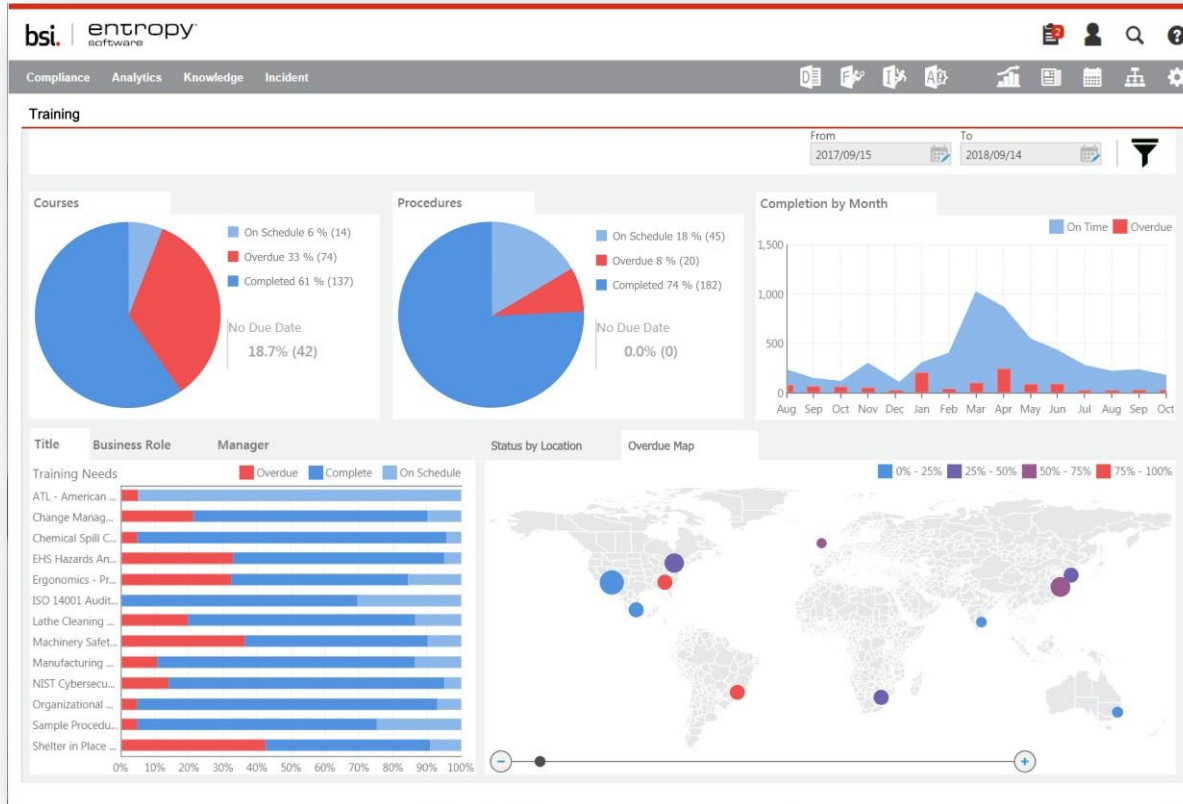 bsi. entropy™
software
2
?
Compliance Analytics Knowledge Incident
Training
From To
2017/09/15 2018/09/14
Courses
On Schedule 6 % (14)
Overdue 33 % (74)
Completed 61 % (137)
No Due Date
18.7% (42)
Procedures
On Schedule 18 % (45)
Overdue 8 % (20)
Completed 74 % (182)
No Due Date
0.0% (0)
Completion by Month
On Time Overdue
1,500
1,000
500
0
Aug Sep Oct Nov Dec Jan Feb Mar Apr May Jun Jul Aug Sep Oct
Title Business Role Manager
Training Needs Overdue Complete On Schedule
ATL - American ...
Change Manag...
Chemical Spill C...
EHS Hazards An...
Ergonomics - Pr...
ISO 14001 Audit...
Lathe Cleaning ...
Machinery Safet...
Manufacturing ...
NIST Cybersecu...
Organizational ...
Sample Procedu...
Shelter in Place ...
0% 10% 20% 30% 40% 50% 60% 70% 80% 90% 100%
Status by Location Overdue Map
0% - 25% 25% - 50% 50% - 75% 75% - 100%